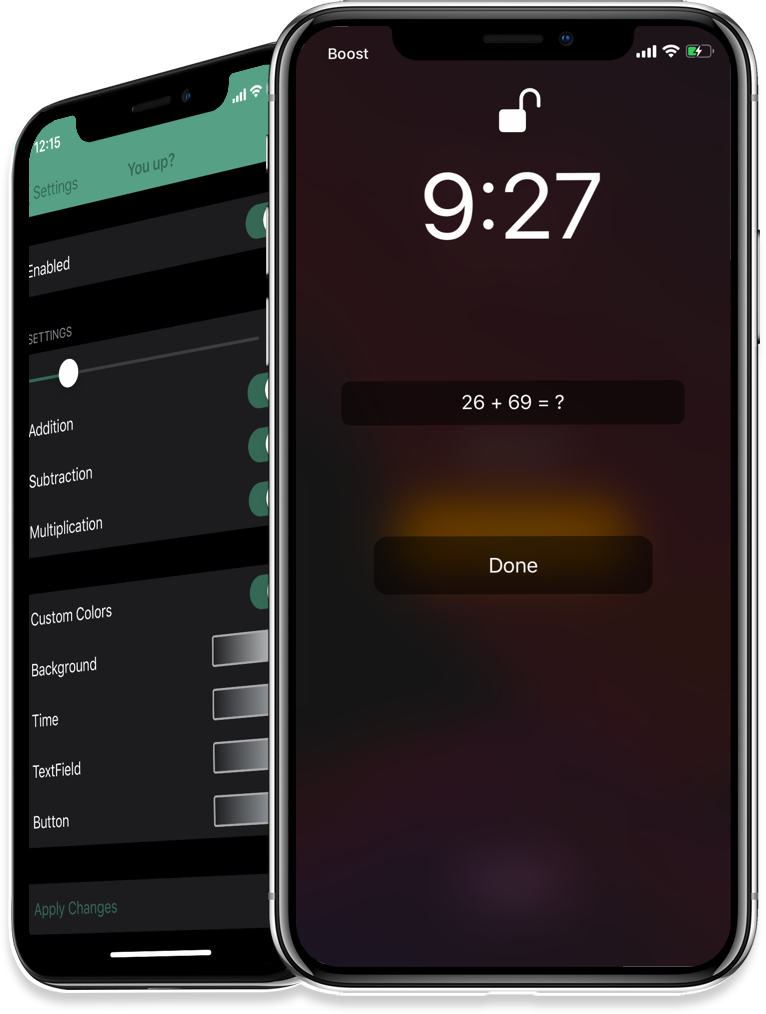 12:15
Settings
You up?
Enabled
SETTINGS
Addition
Subtraction
Multiplication
Custom Colors
Background
Time
TextField
Button
Apply Changes
Boost
9:27
26 + 69 = ?
Done